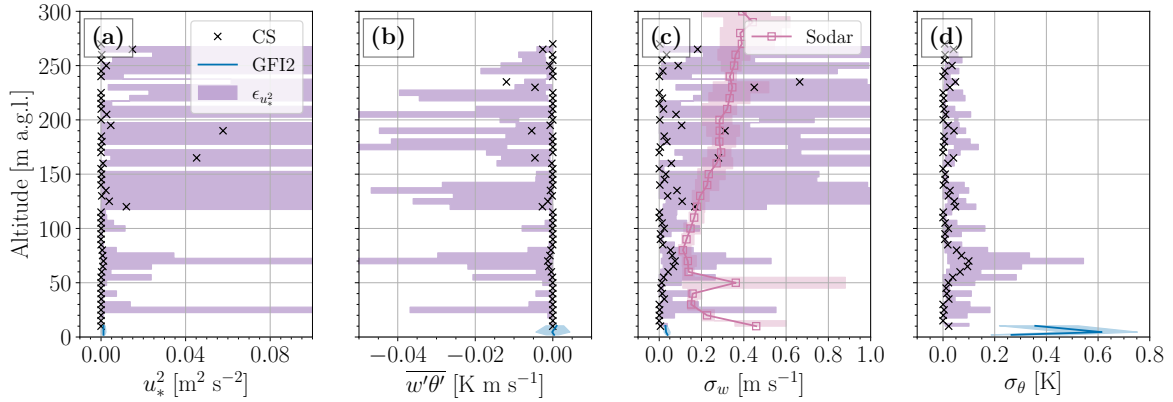 (a)
CS
GFI2
ϵ_{u_*^2}
(b)
(c)
Sodar
(d)
Altitude [m a.g.l.]
300
250
200
150
100
50
0
0.00 0.04 0.08
−0.04 −0.02 0.00
0.0 0.2 0.4 0.6 0.8 1.0
0.0 0.2 0.4 0.6 0.8
u_*^2 [m² s⁻²]
\overline{w'θ'} [K m s⁻¹]
σ_w [m s⁻¹]
σ_θ [K]